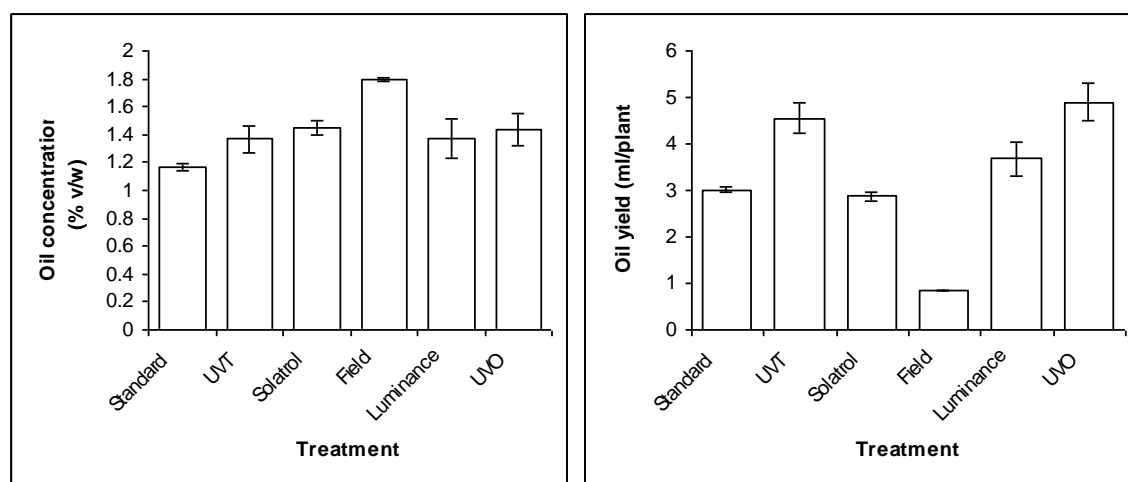 Oil concentration
(% v/w)
2
1.8
1.6
1.4
1.2
1
0.8
0.6
0.4
0.2
0
Standard
UVT
Solatrol
Field
Luminance
UVO
Treatment
Oil yield (ml/plant)
6
5
4
3
2
1
0
Standard
UVT
Solatrol
Field
Luminance
UVO
Treatment